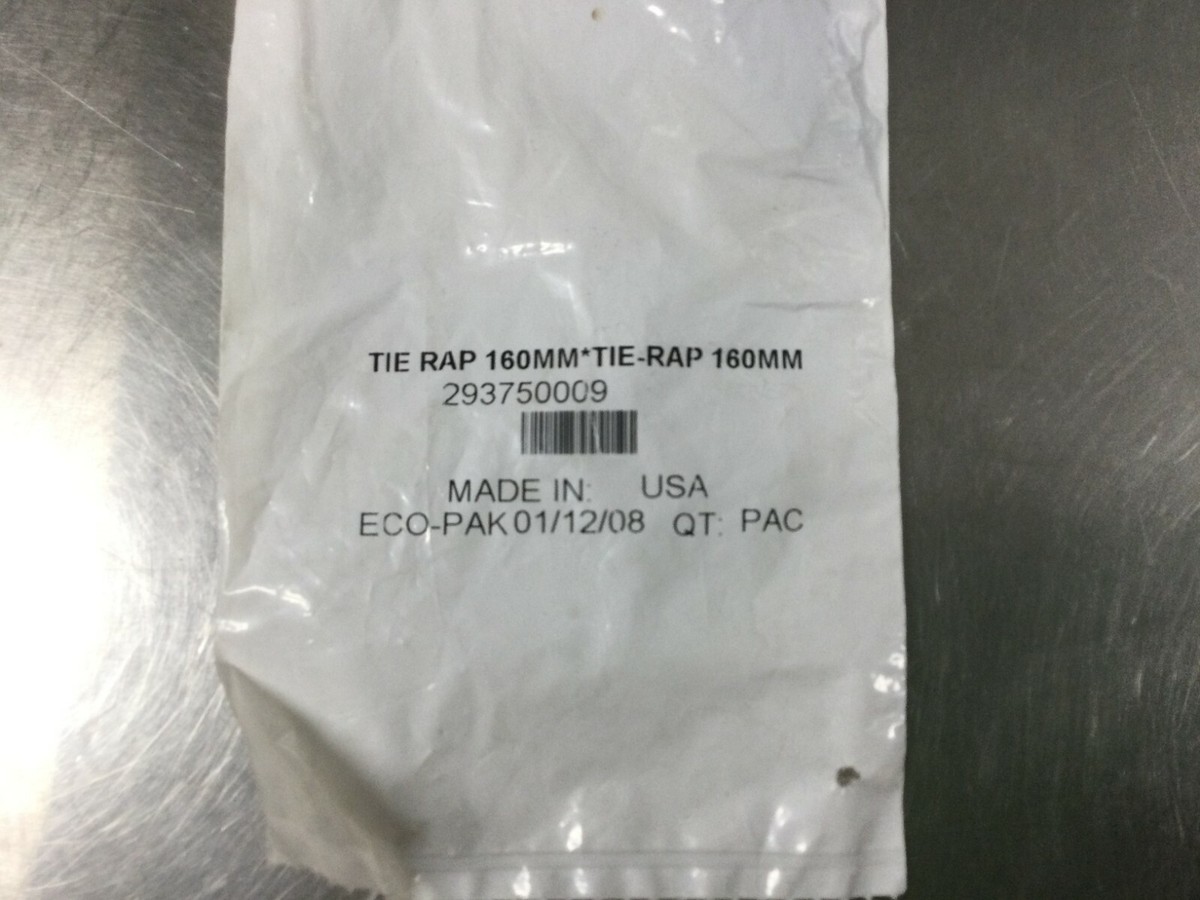 TIE RAP 160MM*TIE-RAP 160MM
293750009
MADE IN: USA
ECO-PAK 01/12/08 QT: PAC